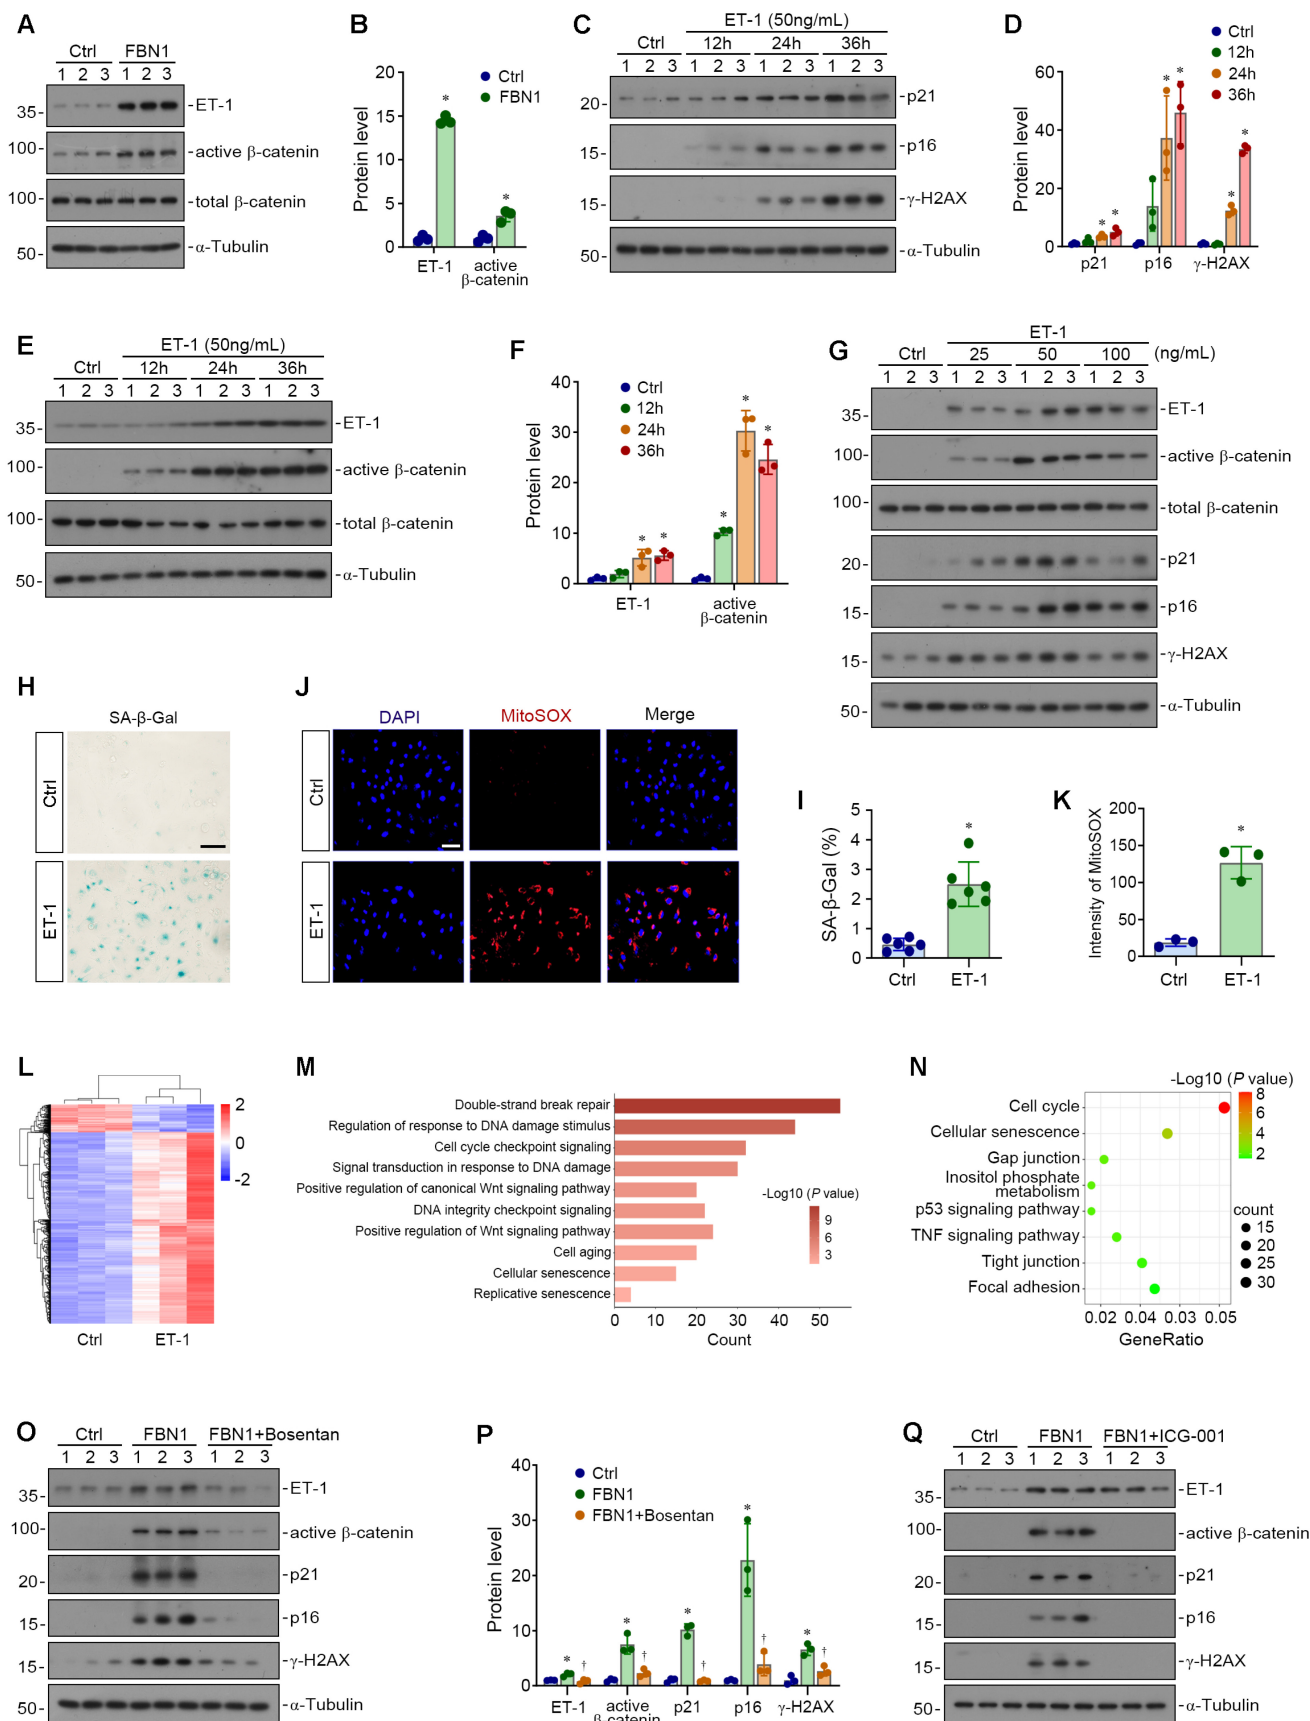 A
Ctrl FBN1
1 2 3 1 2 3
35- -ET-1
100- -active β-catenin
100- -total β-catenin
50- -α-Tubulin
B
Protein level
20
15
10
5
0
Ctrl
FBN1
*
*
ET-1 active
β-catenin
C
ET-1 (50ng/mL)
Ctrl 12h 24h 36h
1 2 3 1 2 3 1 2 3 1 2 3
20- -p21
15- -p16
15- -γ-H2AX
50- -α-Tubulin
D
Ctrl
12h
24h
36h
Protein level
60
40
20
0
* * * * * *
p21 p16 γ-H2AX
E
ET-1 (50ng/mL)
Ctrl 12h 24h 36h
1 2 3 1 2 3 1 2 3 1 2 3
35- -ET-1
100- -active β-catenin
100- -total β-catenin
50- -α-Tubulin
F
Protein level
40
30
20
10
0
Ctrl
12h
24h
36h
* * * * *
ET-1 active
β-catenin
G
ET-1
Ctrl 25 50 100 (ng/mL)
1 2 3 1 2 3 1 2 3 1 2 3
35- -ET-1
100- -active β-catenin
100- -total β-catenin
20- -p21
15- -p16
15- -γ-H2AX
50- -α-Tubulin
H
SA-β-Gal
Ctrl
ET-1
J
DAPI MitoSOX Merge
Ctrl
ET-1
I
SA-β-Gal (%)
5
4
3
2
1
0
*
Ctrl ET-1
K
Intensity of MitoSOX
200
150
100
50
0
*
Ctrl ET-1
L
2
0
-2
Ctrl ET-1
M
Double-strand break repair
Regulation of response to DNA damage stimulus
Cell cycle checkpoint signaling
Signal transduction in response to DNA damage
Positive regulation of canonical Wnt signaling pathway
DNA integrity checkpoint signaling
Positive regulation of Wnt signaling pathway
Cell aging
Cellular senescence
Replicative senescence
-Log10 (P value)
9
6
3
0 10 20 30 40 50
Count
N
-Log10 (P value)
8
6
4
2
Cell cycle
Cellular senescence
Gap junction
Inositol phosphate
metabolism
p53 signaling pathway
TNF signaling pathway
Tight junction
Focal adhesion
count
15
20
25
30
0.02 0.04 0.03 0.05
GeneRatio
O
Ctrl FBN1 FBN1+Bosentan
1 2 3 1 2 3 1 2 3
35- -ET-1
100- -active β-catenin
20- -p21
15- -p16
15- -γ-H2AX
50- -α-Tubulin
P
Protein level
40
30
20
10
0
Ctrl
FBN1
FBN1+Bosentan
* † * † * † * † * †
ET-1 active p21 p16 γ-H2AX
β-catenin
Q
Ctrl FBN1 FBN1+ICG-001
1 2 3 1 2 3 1 2 3
35- -ET-1
100- -active β-catenin
20- -p21
15- -p16
15- -γ-H2AX
50- -α-Tubulin